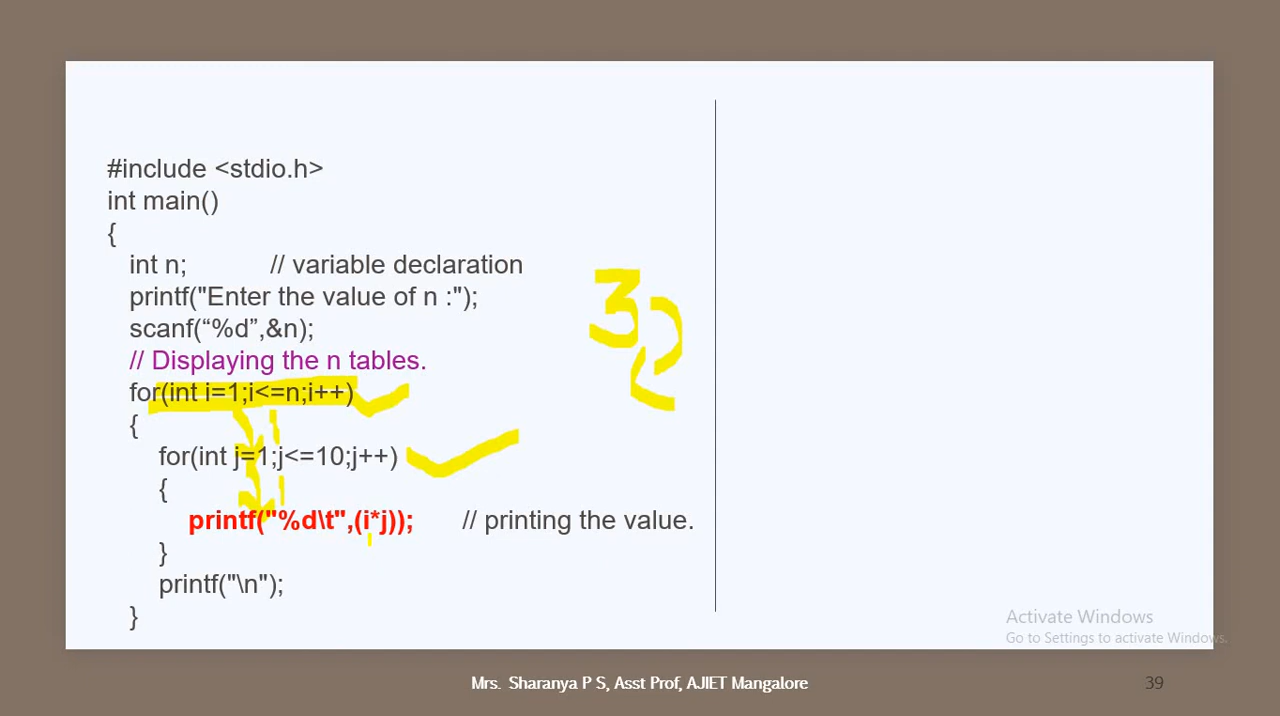 #include <stdio.h>
int main()
{
int n; // variable declaration
printf("Enter the value of n :");
scanf(“%d”,&n);
// Displaying the n tables.
for(int i=1;i<=n;i++)
{
for(int j=1;j<=10;j++)
{
printf("%d\t",(i*j)); // printing the value.
}
printf("\n");
}
3
Activate Windows
Go to Settings to activate Windows.
Mrs. Sharanya P S, Asst Prof, AJIET Mangalore
39